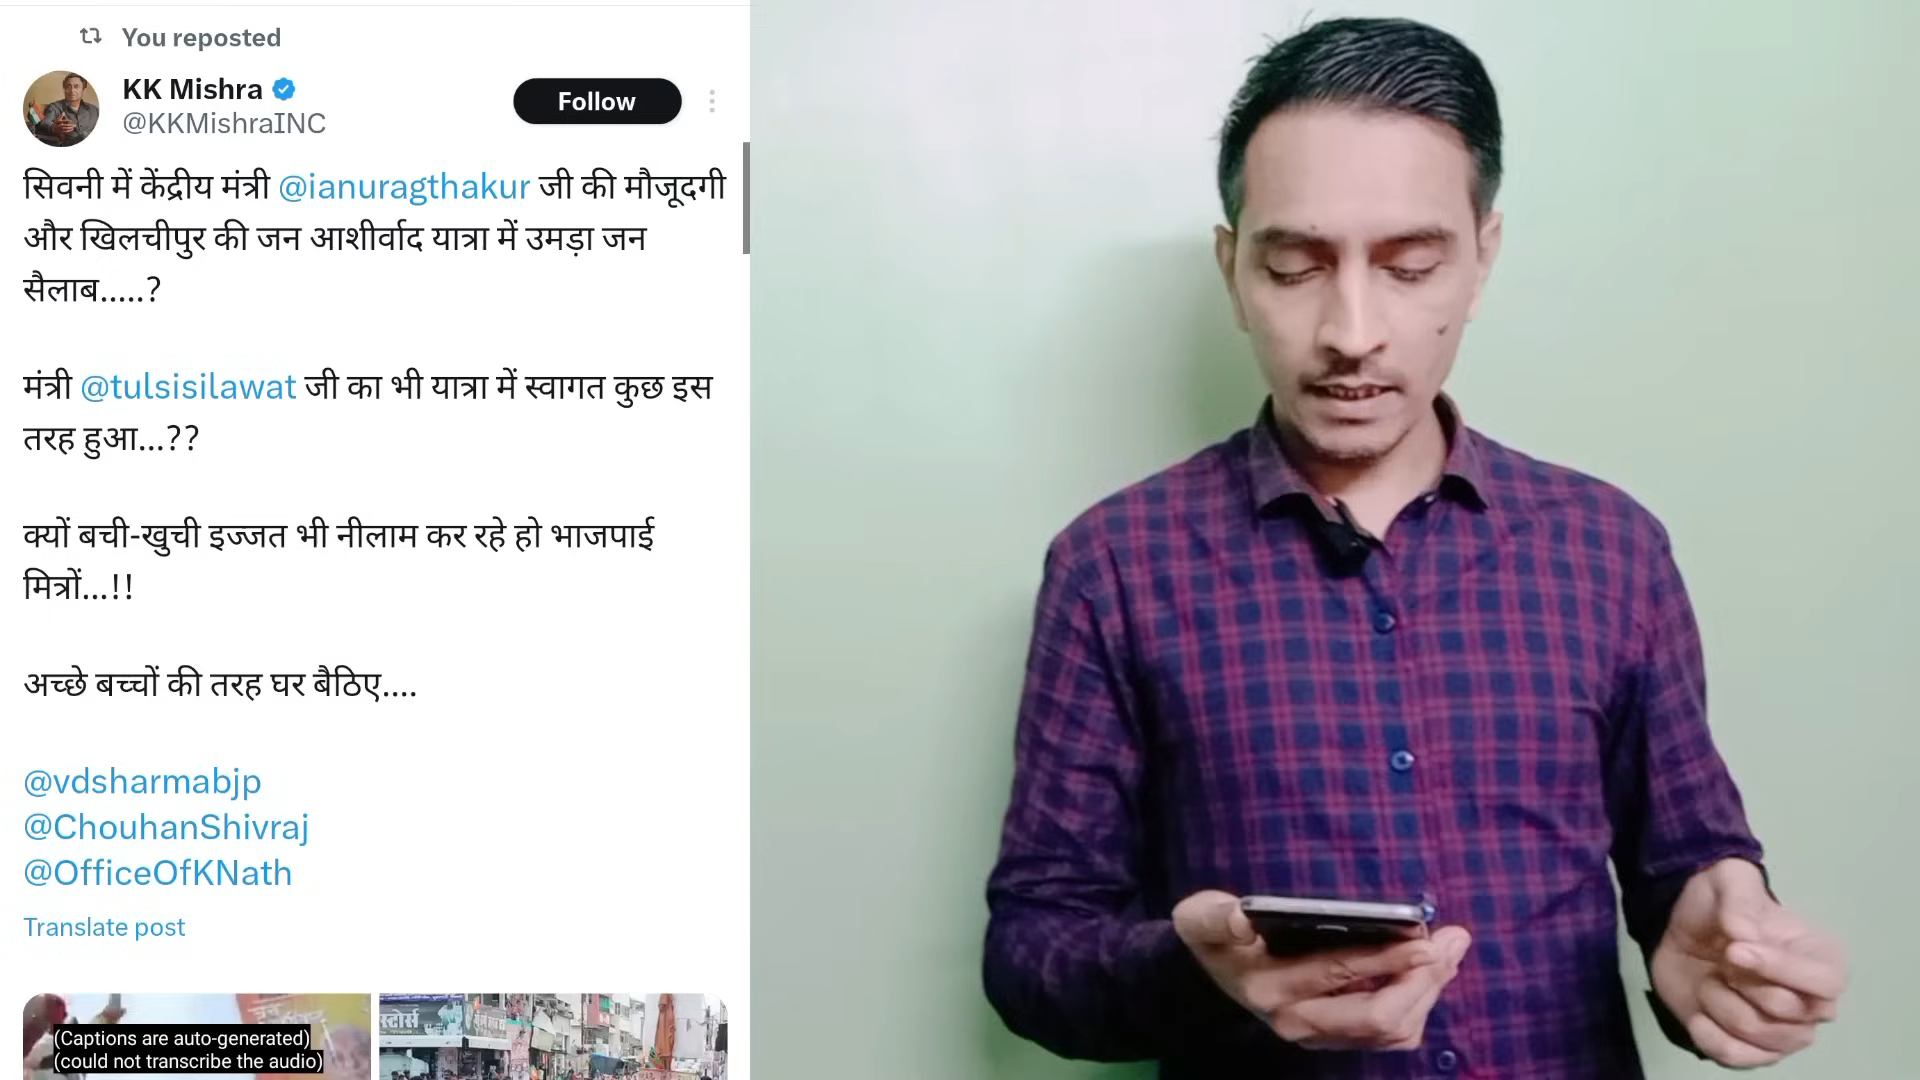 You reposted
KK Mishra
@KKMishraINC
Follow
सिवनी में केंद्रीय मंत्री @ianuragthakur जी की मौजूदगी
और खिलचीपुर की जन आशीर्वाद यात्रा में उमड़ा जन
सैलाब.....?
मंत्री @tulsisilawat जी का भी यात्रा में स्वागत कुछ इस
तरह हुआ...??
क्यों बची-खुची इज्जत भी नीलाम कर रहे हो भाजपाई
मित्रों...!!
अच्छे बच्चों की तरह घर बैठिए....
@vdsharmabjp
@ChouhanShivraj
@OfficeOfKNath
Translate post
(Captions are auto-generated)
(could not transcribe the audio)
स्टोर्स